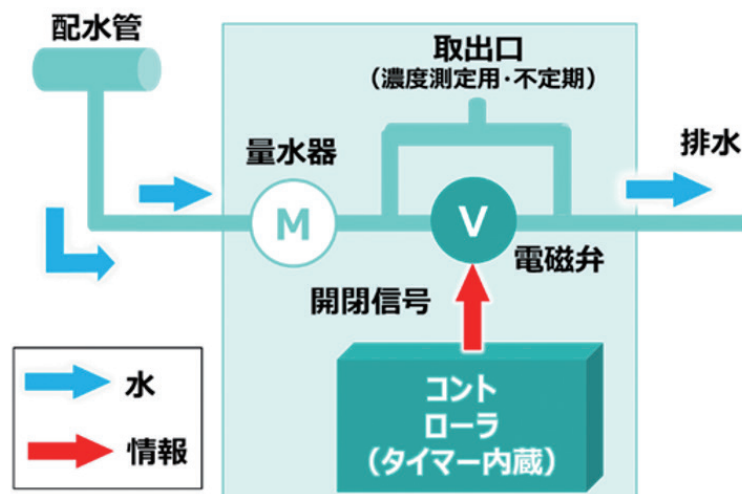 配水管
取出口
（濃度測定用・不定期）
量水器
排水
M
V
電磁弁
開閉信号
コント
ローラ
（タイマー内蔵）
水
情報